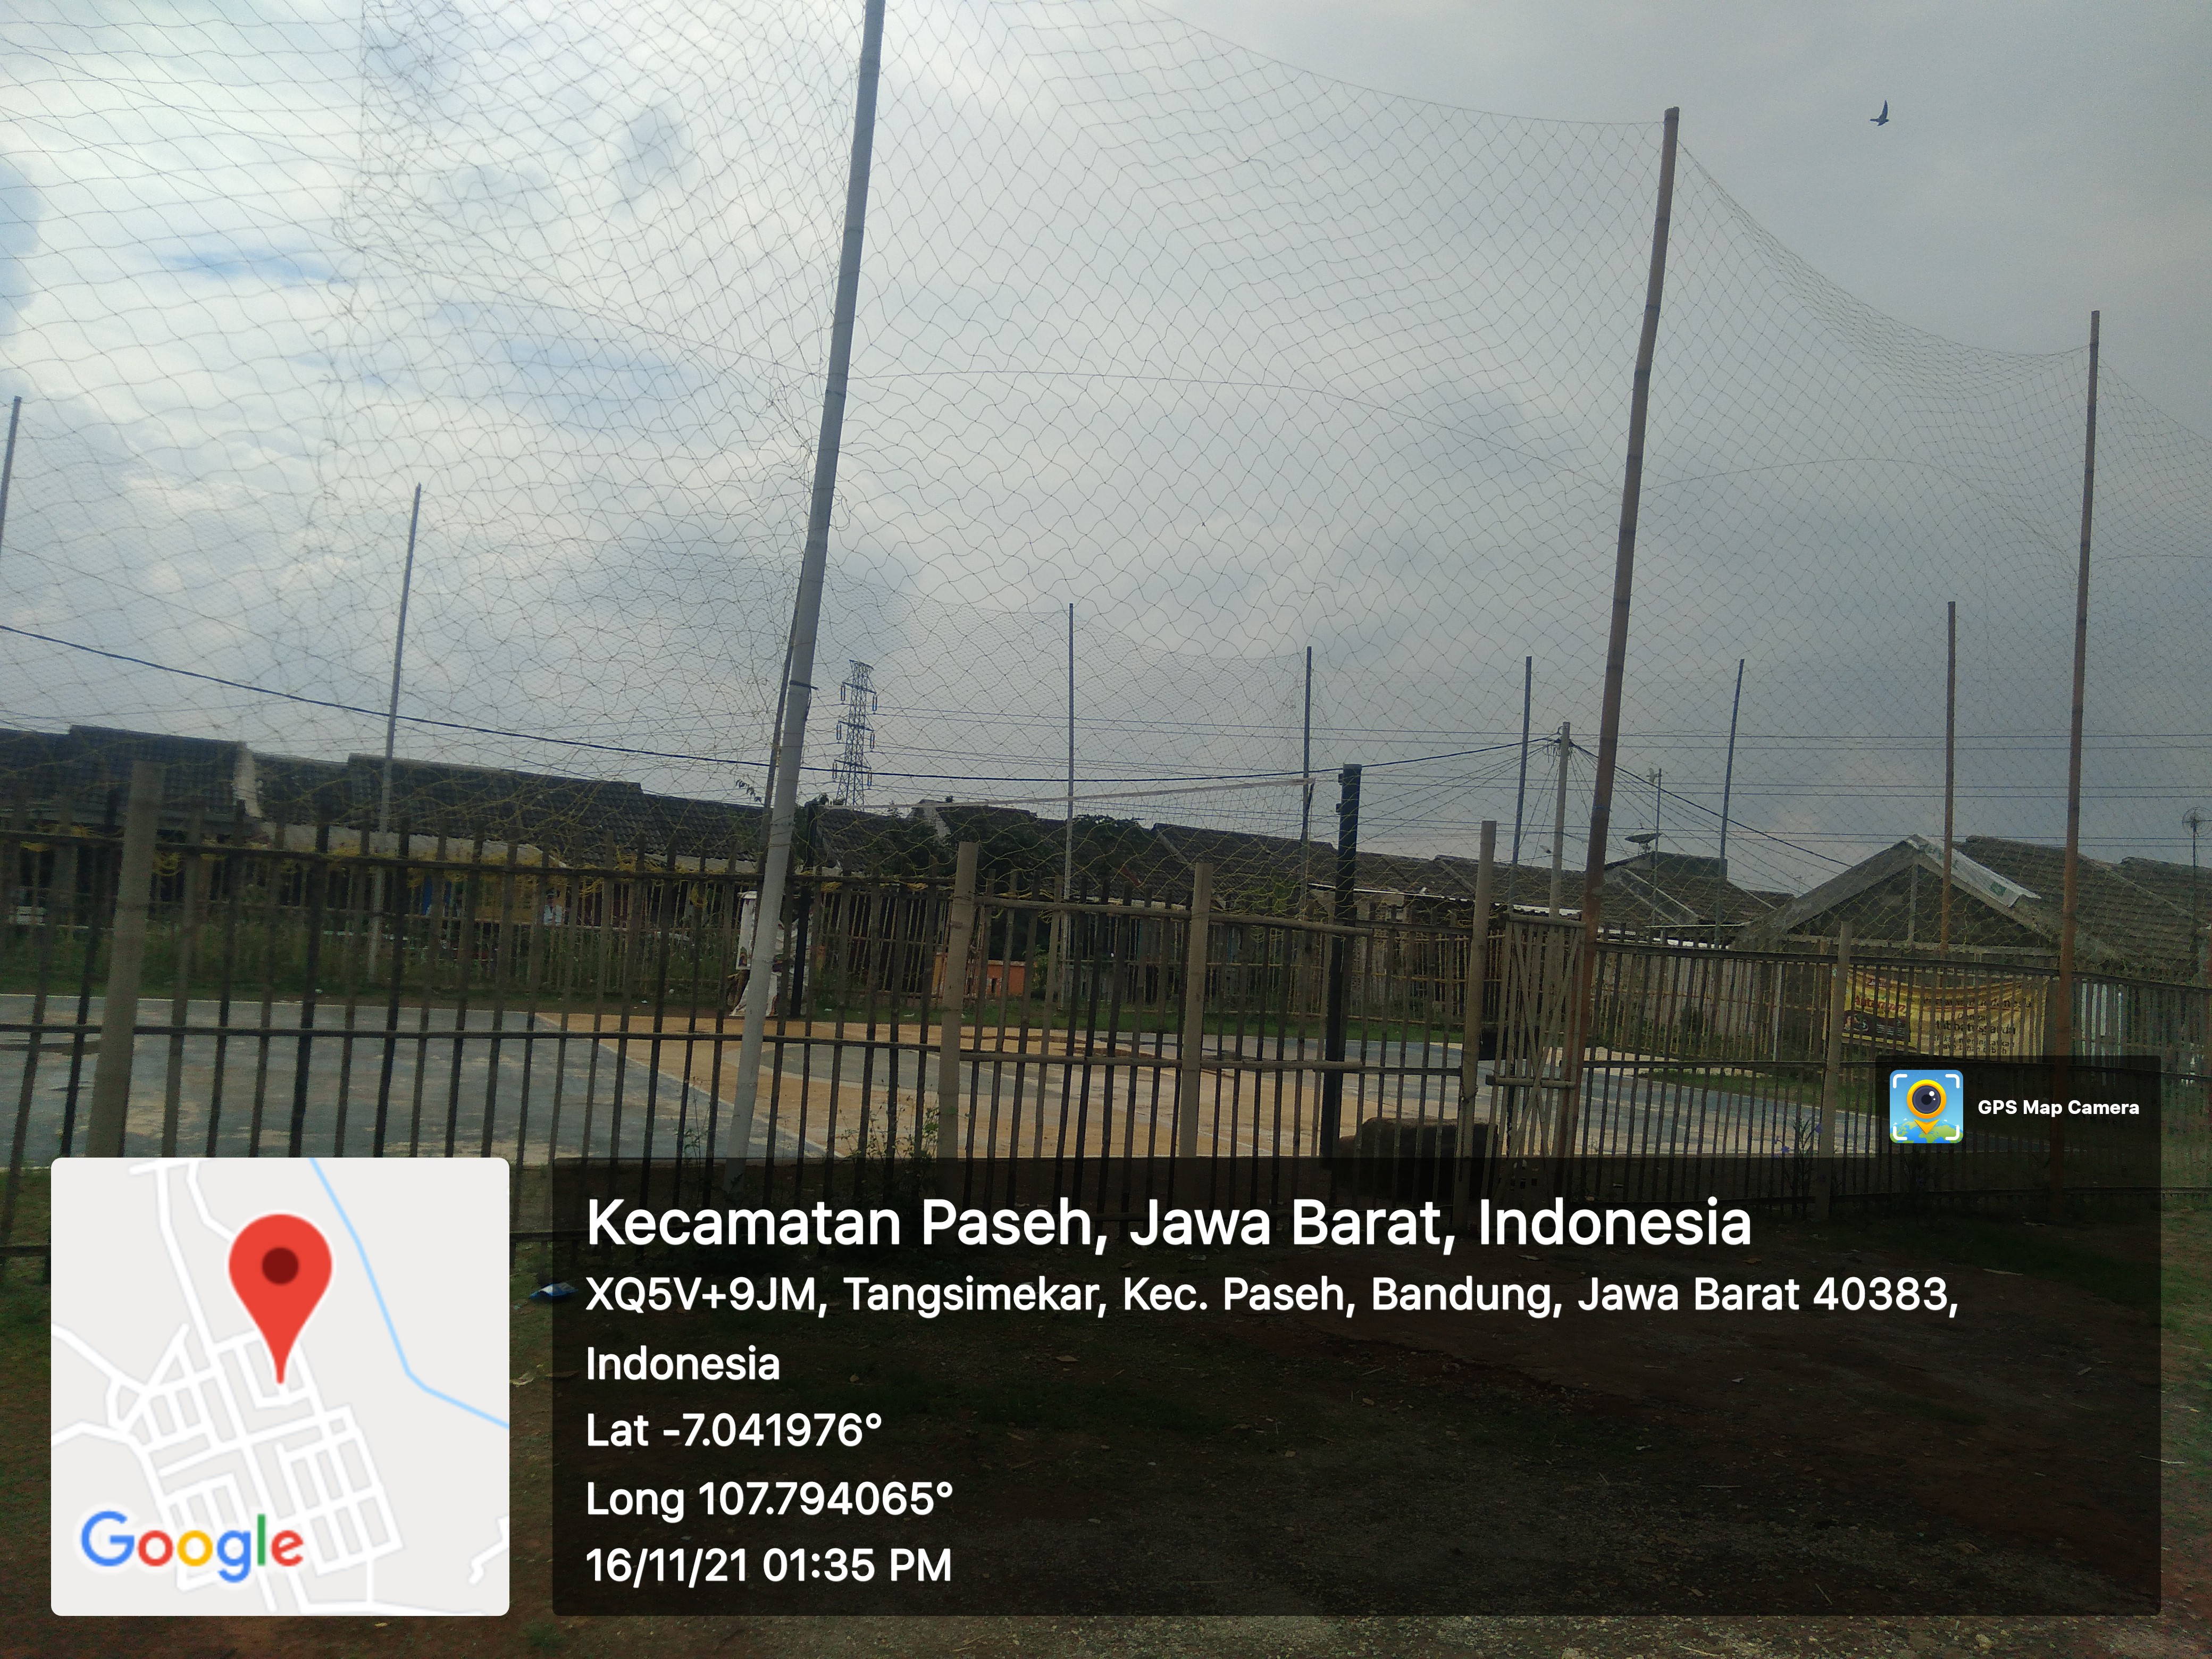 GPS Map Camera
Kecamatan Paseh, Jawa Barat, Indonesia
XQ5V+9JM, Tangsimekar, Kec. Paseh, Bandung, Jawa Barat 40383,
Indonesia
Lat -7.041976°
Long 107.794065°
16/11/21 01:35 PM
Google